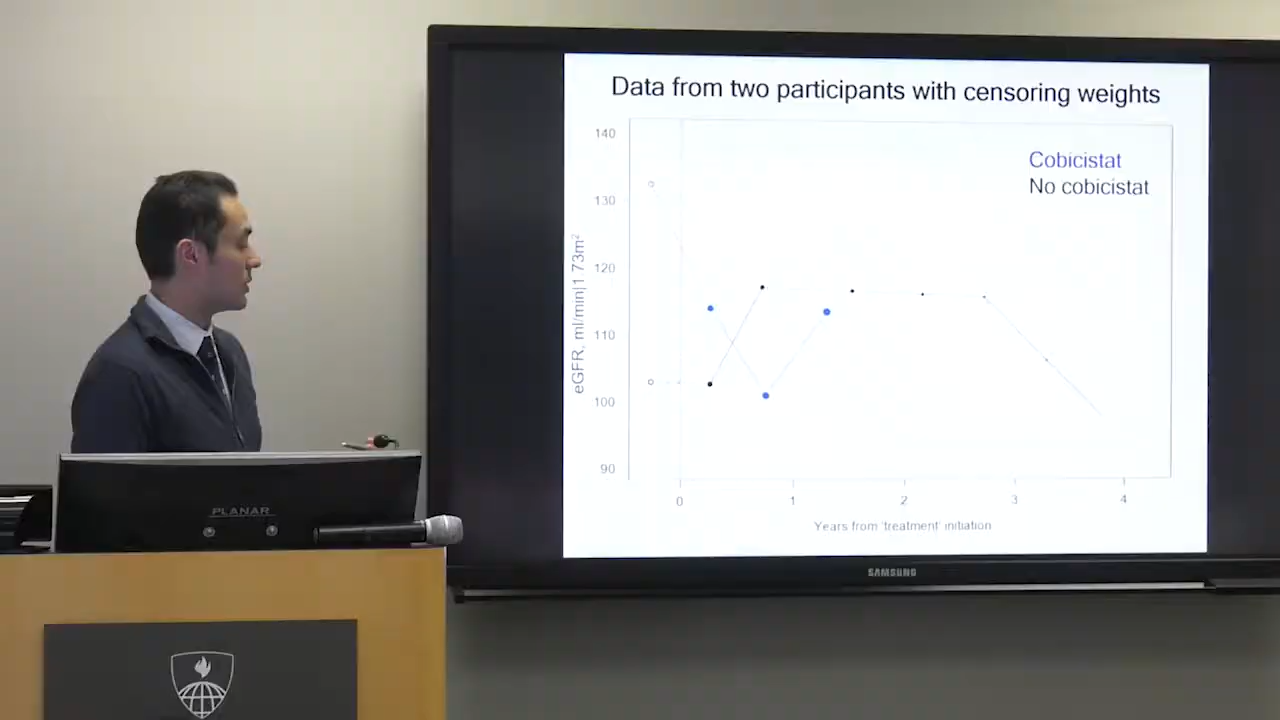 Data from two participants with censoring weights
Cobicistat
No cobicistat
140
130
120
110
100
90
eGFR, ml/min|1.73m²
0 1 2 3 4
Years from 'treatment' initiation
SAMSUNG
PLANAR